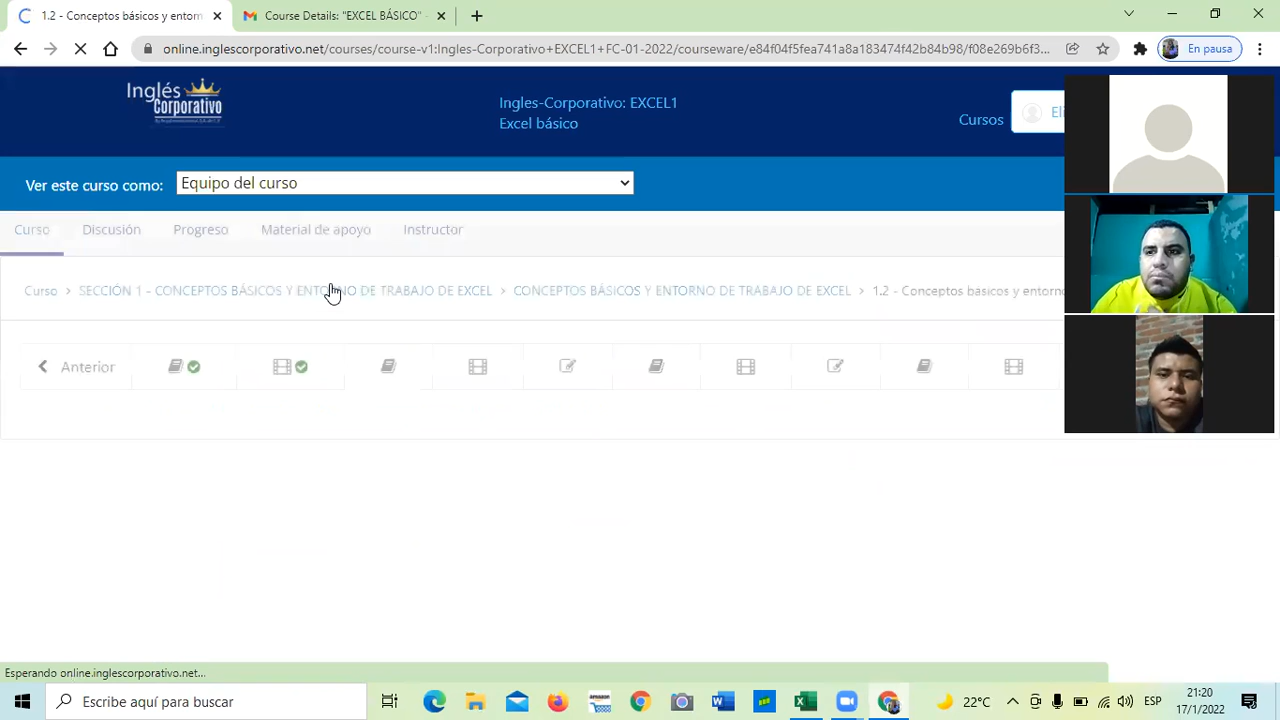 1.2 - Conceptos básicos y entorn
Course Details: "EXCEL BÁSICO" -
online.inglescorporativo.net/courses/course-v1:Ingles-Corporativo+EXCEL1+FC-01-2022/courseware/e84f04f5fea741a8a183474f42b84b98/f08e269b6f3...
En pausa
Inglés
Corporativo
Ingles-Corporativo: EXCEL1
Excel básico
Cursos
Eli
Ver este curso como:
Equipo del curso
Curso
Discusión
Progreso
Material de apoyo
Instructor
Curso > SECCIÓN 1 - CONCEPTOS BÁSICOS Y ENTORNO DE TRABAJO DE EXCEL > CONCEPTOS BÁSICOS Y ENTORNO DE TRABAJO DE EXCEL > 1.2 - Conceptos básicos y entorno
Anterior
Esperando online.inglescorporativo.net...
Escribe aquí para buscar
22°C
ESP
21:20
17/1/2022